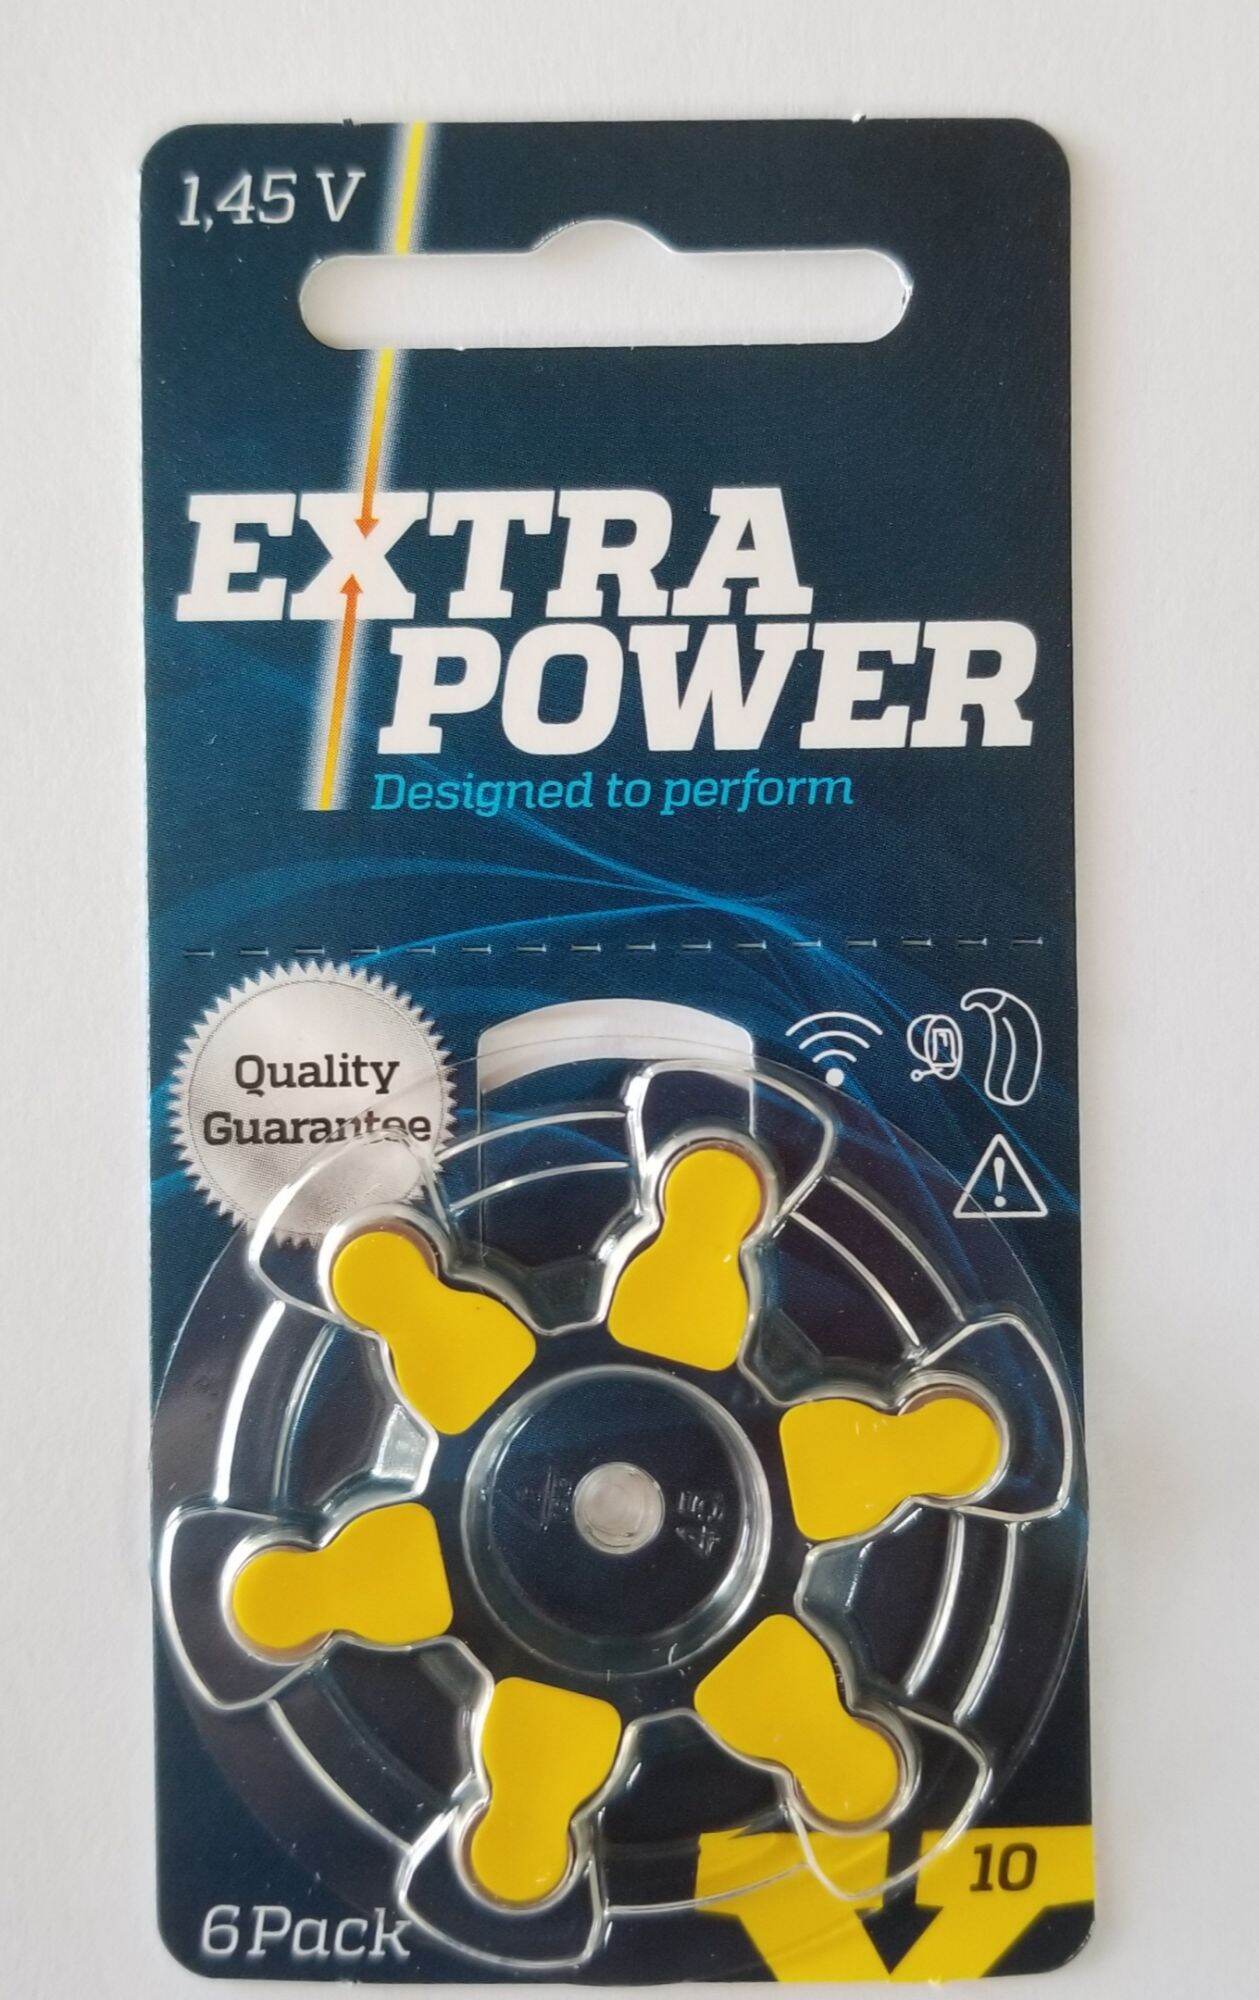 1,45 V
EXTRA
POWER
Designed to perform
Quality
Guarantee
6 Pack
10